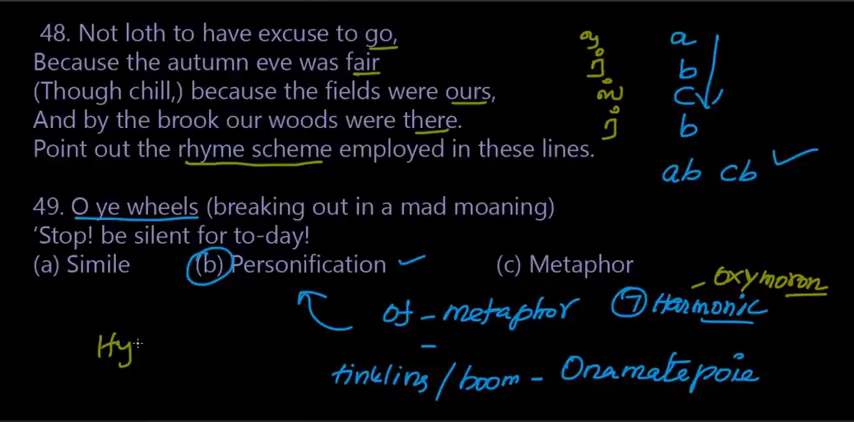 48. Not loth to have excuse to go,
Because the autumn eve was fair
(Though chill,) because the fields were ours,
And by the brook our woods were there.
Point out the rhyme scheme employed in these lines.
a
b
c
b
ab cb
49. O ye wheels (breaking out in a mad moaning)
‘Stop! be silent for to-day!
(a) Simile (b) Personification (c) Metaphor
- Oxymoron
of - metaphor 7 Harmonic
tinkling / boom - Onamatepoie
Hy